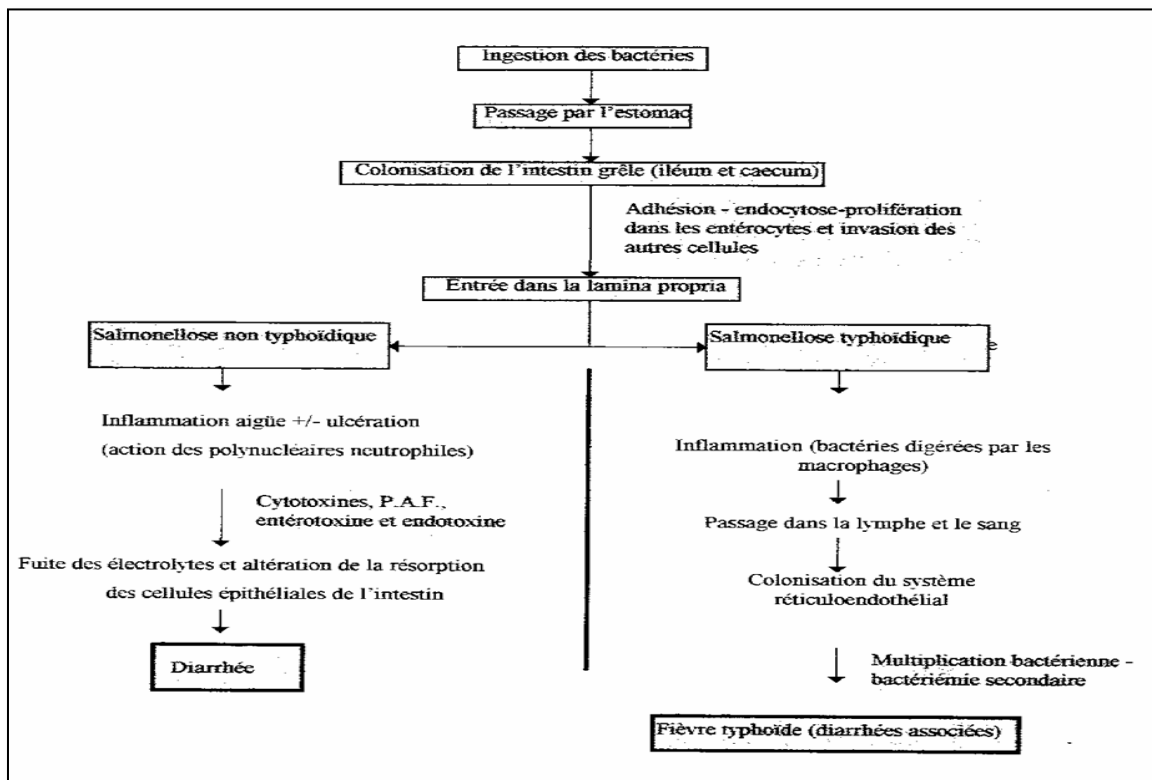 Ingestion des bactéries
Passage par l'estomac
Colonisation de l'intestin grêle (iléum et caecum)
Adhésion - endocytose-prolifération
dans les entérocytes et invasion des
autres cellules
Entrée dans la lamina propria
Salmonellose non typhoïdique
Inflammation aigüe +/- ulcération
(action des polynucléaires neutrophiles)
Cytotoxines, P.A.F.,
entérotoxine et endotoxine
Fuite des électrolytes et altération de la résorption
des cellules épithéliales de l'intestin
Diarrhée
Salmonellose typhoïdique
e
Inflammation (bactéries digérées par les
macrophages)
Passage dans la lymphe et le sang
Colonisation du système
réticuloendothélial
Multiplication bactérienne -
bactériémie secondaire
Fièvre typhoïde (diarrhées associées)